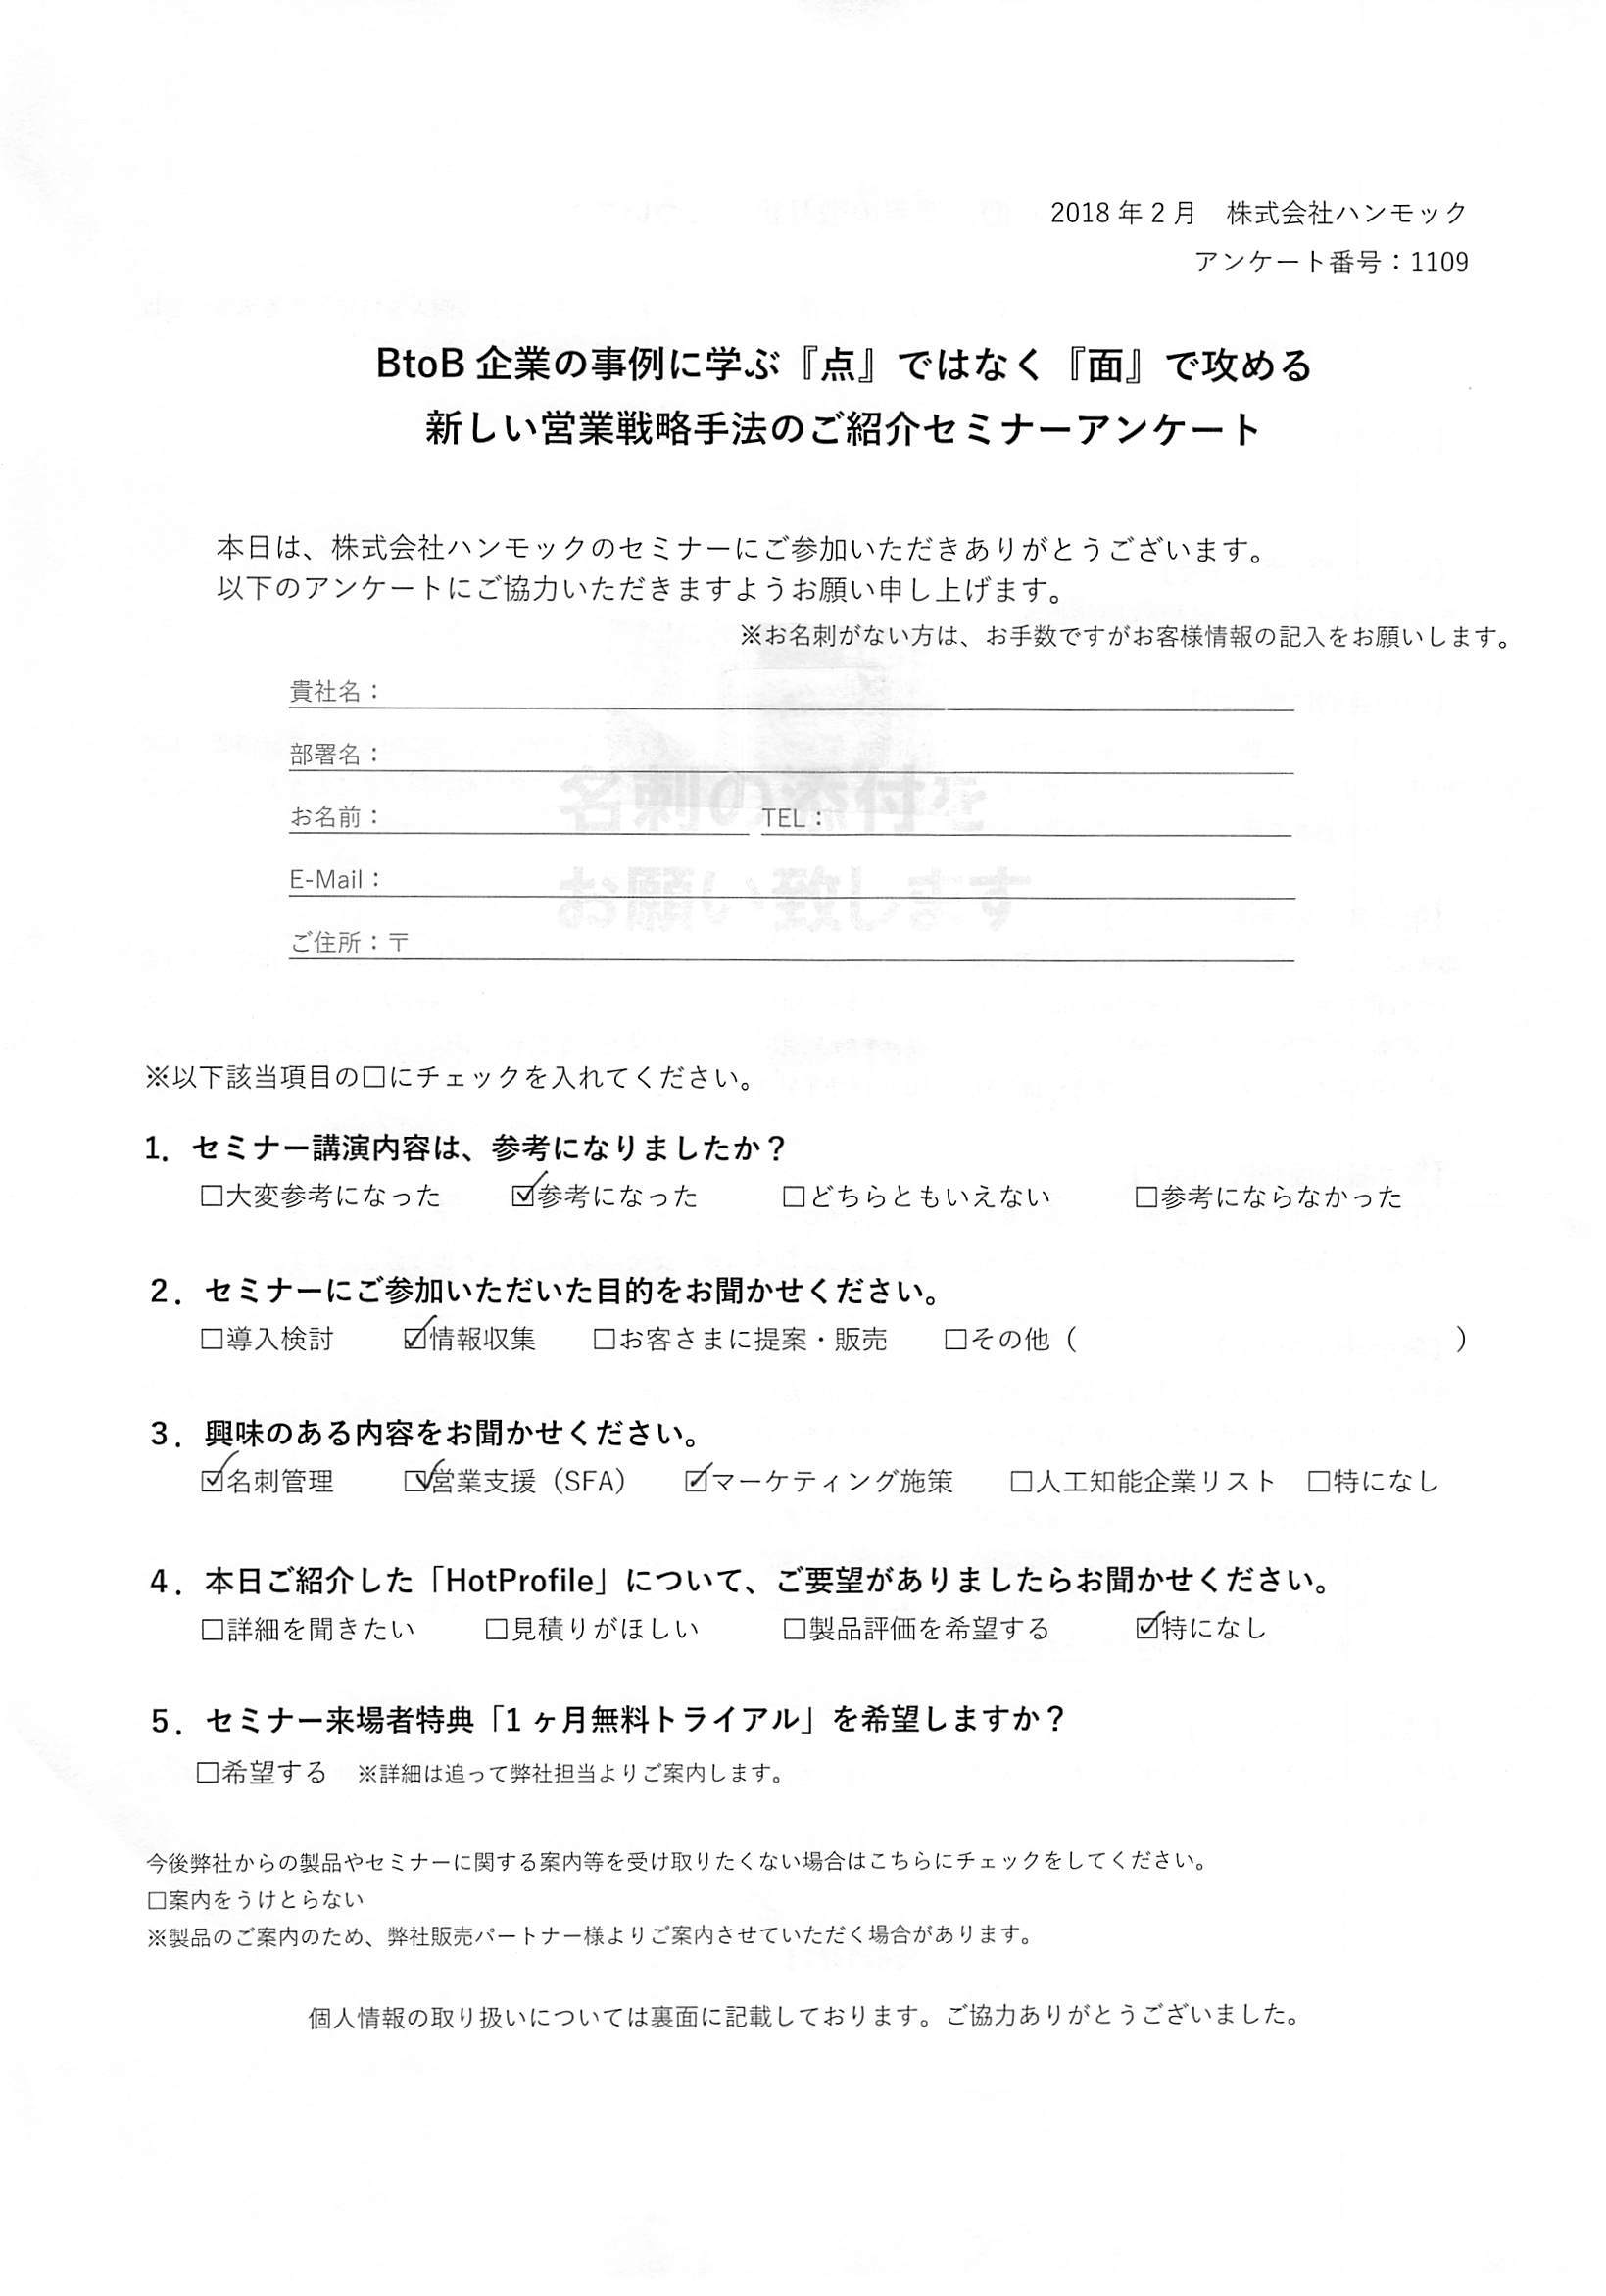 2018 年 2 月　株式会社ハンモック
アンケート番号：1109
BtoB 企業の事例に学ぶ『点』ではなく『面』で攻める
新しい営業戦略手法のご紹介セミナーアンケート
本日は、株式会社ハンモックのセミナーにご参加いただきありがとうございます。
以下のアンケートにご協力いただきますようお願い申し上げます。
※お名刺がない方は、お手数ですがお客様情報の記入をお願いします。
貴社名：
部署名：
名刺の添付を
お名前：　TEL：
お願い致します
E-Mail：
ご住所：〒
※以下該当項目の□にチェックを入れてください。
1．セミナー講演内容は、参考になりましたか？
□大変参考になった　☑参考になった　□どちらともいえない　□参考にならなかった
2．セミナーにご参加いただいた目的をお聞かせください。
□導入検討　☑情報収集　□お客さまに提案・販売　□その他（　）
3．興味のある内容をお聞かせください。
☑名刺管理　☑営業支援（SFA）　☑マーケティング施策　□人工知能企業リスト　□特になし
4．本日ご紹介した「HotProfile」について、ご要望がありましたらお聞かせください。
□詳細を聞きたい　□見積りがほしい　□製品評価を希望する　☑特になし
5．セミナー来場者特典「1 ヶ月無料トライアル」を希望しますか？
□希望する　※詳細は追って弊社担当よりご案内します。
今後弊社からの製品やセミナーに関する案内等を受け取りたくない場合はこちらにチェックをしてください。
□案内をうけとらない
※製品のご案内のため、弊社販売パートナー様よりご案内させていただく場合があります。
個人情報の取り扱いについては裏面に記載しております。ご協力ありがとうございました。